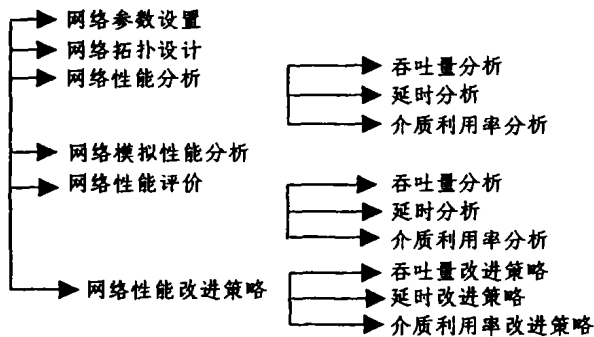 网络参数设置
网络拓扑设计
网络性能分析
吞吐量分析
延时分析
介质利用率分析
网络模拟性能分析
网络性能评价
吞吐量分析
延时分析
介质利用率分析
网络性能改进策略
吞吐量改进策略
延时改进策略
介质利用率改进策略